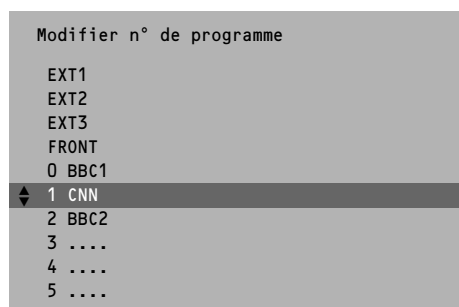 Modifier n° de programme
EXT1
EXT2
EXT3
FRONT
0 BBC1
1 CNN
2 BBC2
3 ....
4 ....
5 ....